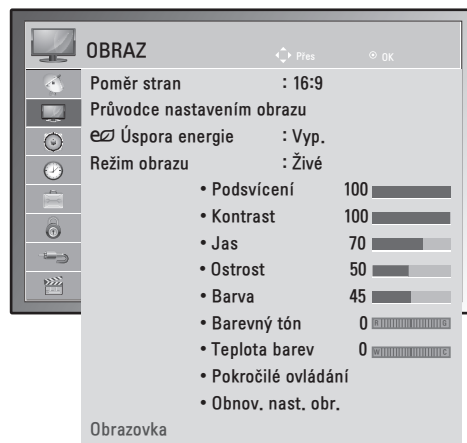 OBRAZ Přes OK
Poměr stran : 16:9
Průvodce nastavením obrazu
Úspora energie : Vyp.
Režim obrazu : Živé
• Podsvícení 100
• Kontrast 100
• Jas 70
• Ostrost 50
• Barva 45
• Barevný tón 0 R G
• Teplota barev 0 W C
• Pokročilé ovládání
• Obnov. nast. obr.
Obrazovka